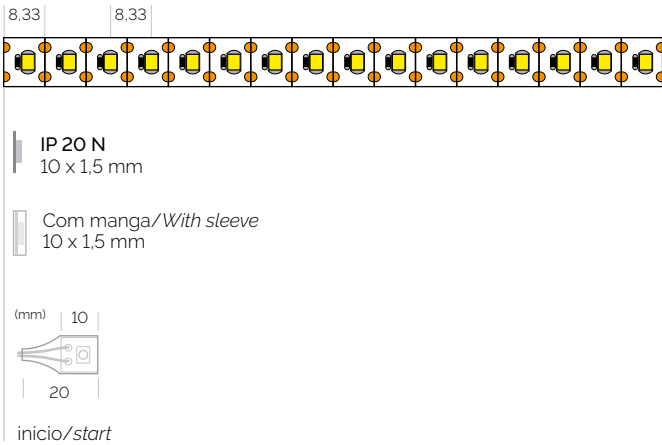 8,33 8,33
IP 20 N
10 x 1,5 mm
Com manga/With sleeve
10 x 1,5 mm
(mm) 10
20
início/start